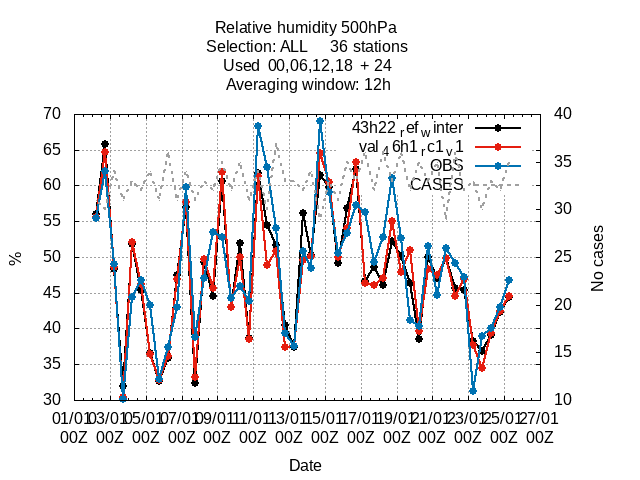 Relative humidity 500hPa
Selection: ALL 36 stations
Used 00,06,12,18 + 24
Averaging window: 12h
43h22_ref_winter
val_46h1_rc1_v1
OBS
CASES
70
65
60
55
50
45
40
35
30
%
40
35
30
25
20
15
10
No cases
01/01 03/01 05/01 07/01 09/01 11/01 13/01 15/01 17/01 19/01 21/01 23/01 25/01 27/01
00Z 00Z 00Z 00Z 00Z 00Z 00Z 00Z 00Z 00Z 00Z 00Z 00Z 00Z
Date